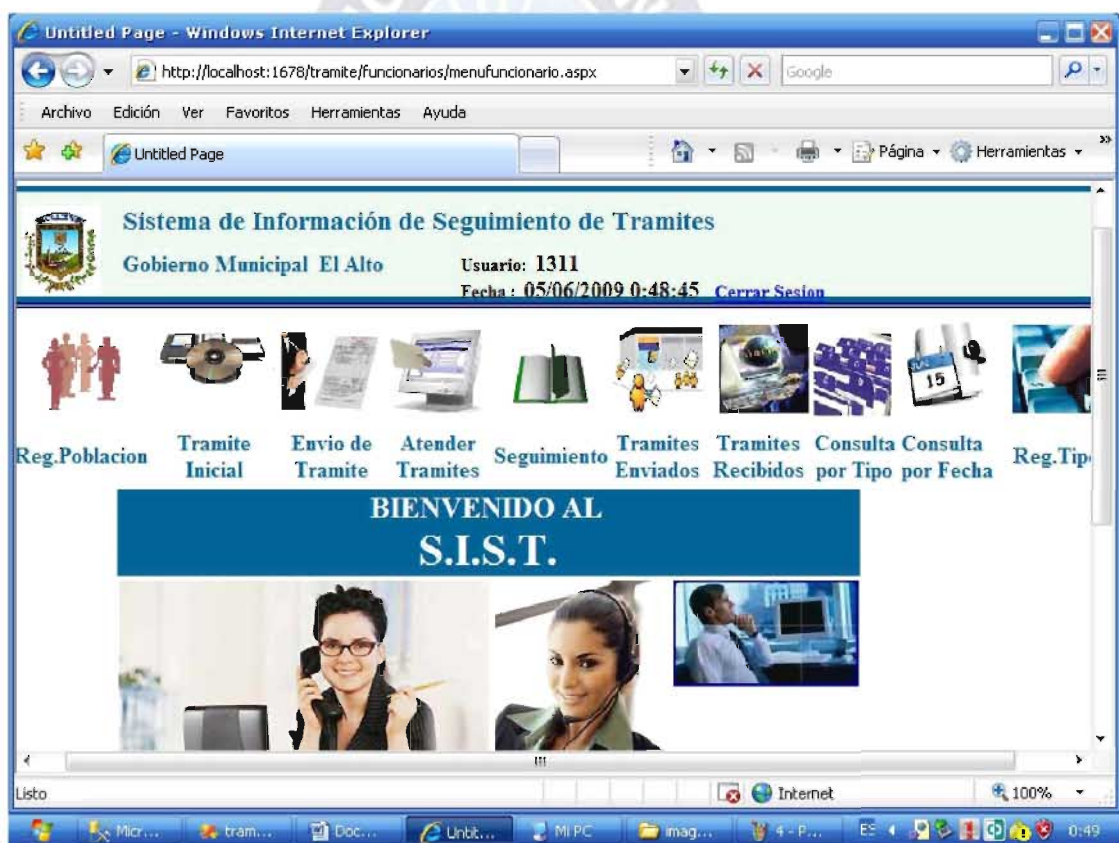 Untitled Page - Windows Internet Explorer
http://localhost:1678/tramite/funcionarios/menufuncionario.aspx
Google
Archivo Edición Ver Favoritos Herramientas Ayuda
Untitled Page
Página Herramientas
Sistema de Información de Seguimiento de Tramites
Gobierno Municipal El Alto
Usuario: 1311
Fecha : 05/06/2009 0:48:45 Cerrar Sesion
15
Reg.Poblacion
Tramite Inicial
Envio de Tramite
Atender Tramites
Seguimiento
Tramites Enviados
Tramites Recibidos
Consulta por Tipo
Consulta por Fecha
Reg.Tip
BIENVENIDO AL
S.I.S.T.
Listo
Internet
100%
Micr...
tram...
Doc...
Untit...
Mi PC
imag...
4 - P...
ES
0:49